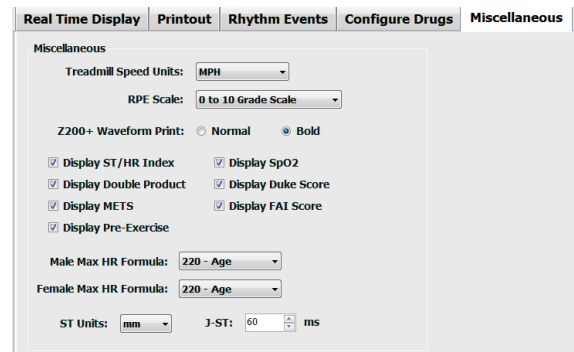 Real Time Display Printout Rhythm Events Configure Drugs Miscellaneous
Miscellaneous
Treadmill Speed Units: MPH
RPE Scale: 0 to 10 Grade Scale
Z200+ Waveform Print: Normal Bold
Display ST/HR Index Display SpO2
Display Double Product Display Duke Score
Display METS Display FAI Score
Display Pre-Exercise
Male Max HR Formula: 220 - Age
Female Max HR Formula: 220 - Age
ST Units: mm J-ST: 60 ms